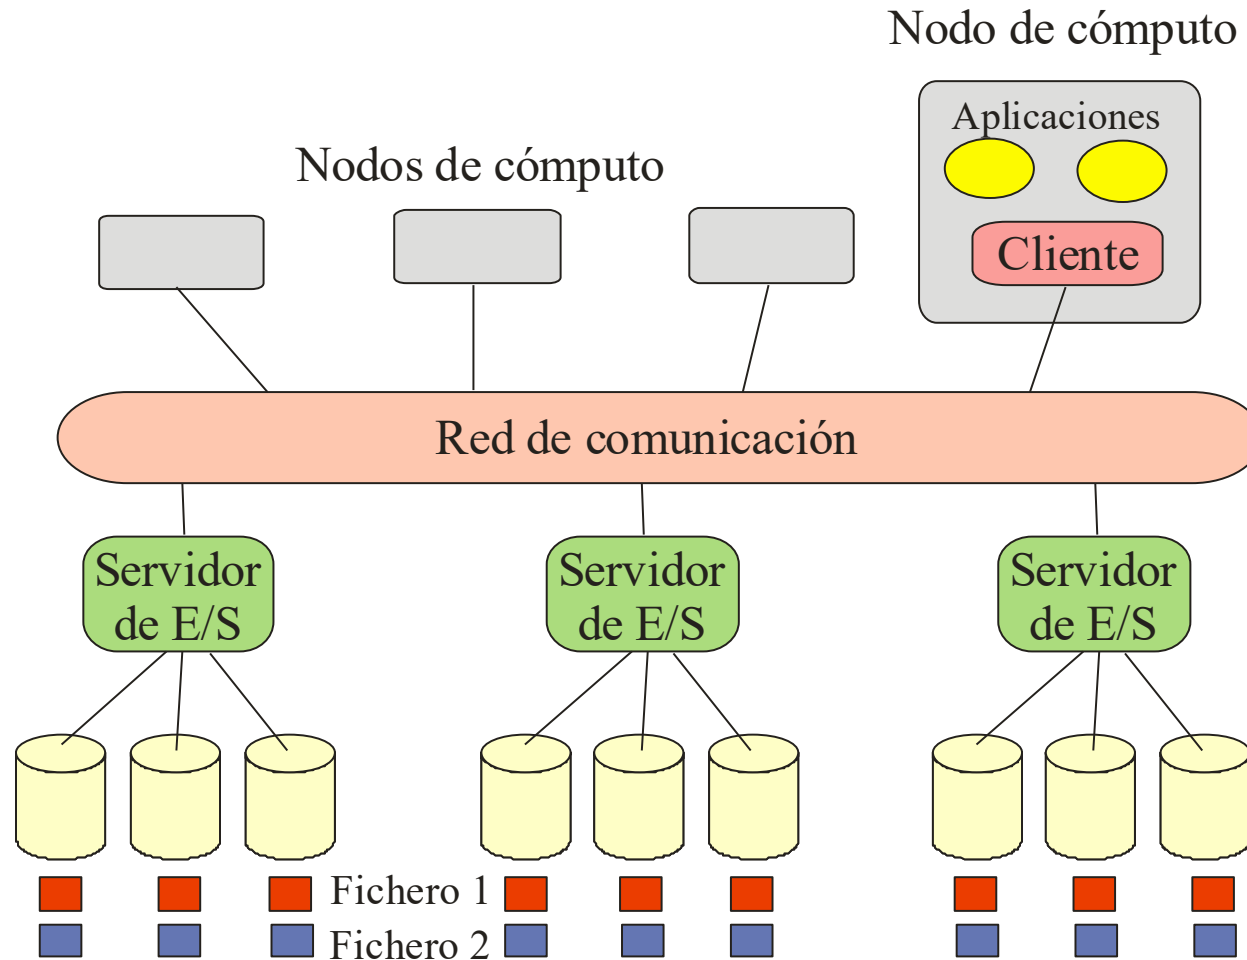 Nodo de cómputo
Aplicaciones
Nodos de cómputo
Cliente
Red de comunicación
Servidor
de E/S
Servidor
de E/S
Servidor
de E/S
Fichero 1
Fichero 2